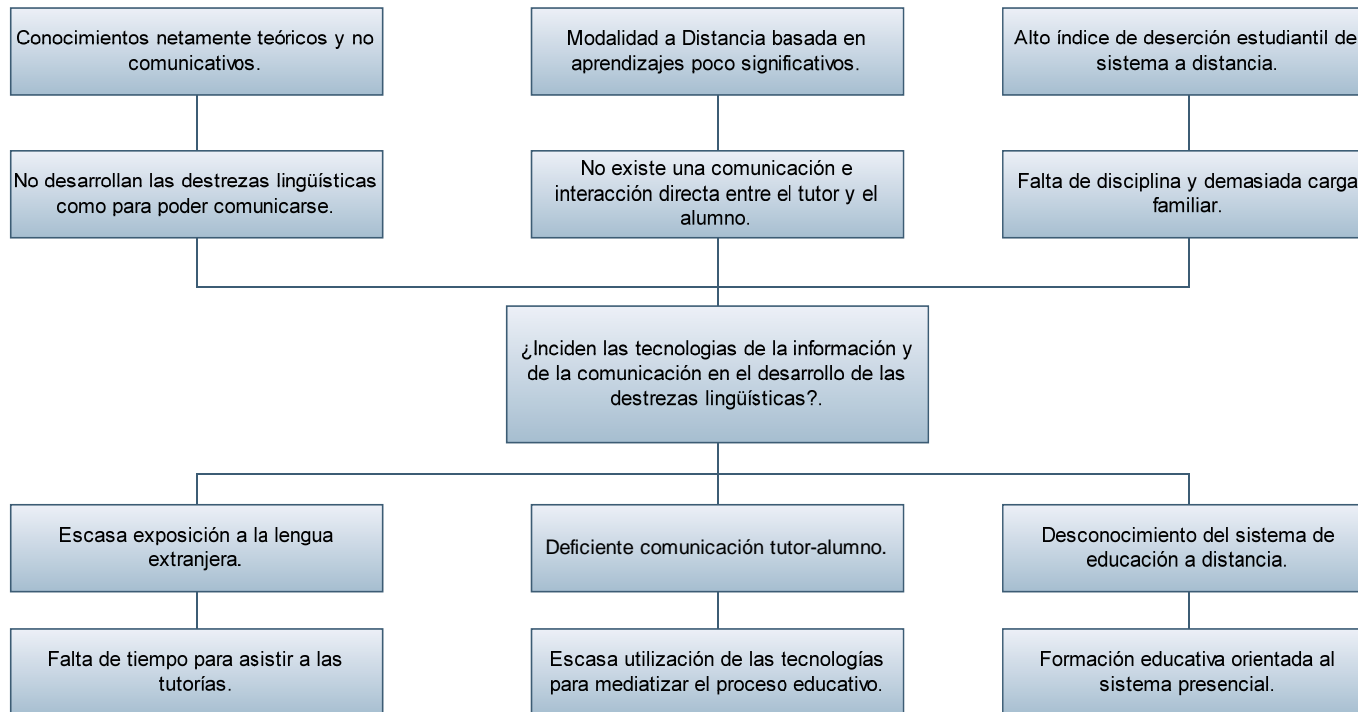 Conocimientos netamente teóricos y no
comunicativos.
Modalidad a Distancia basada en
aprendizajes poco significativos.
Alto índice de deserción estudiantil de
sistema a distancia.
No desarrollan las destrezas lingüísticas
como para poder comunicarse.
No existe una comunicación e
interacción directa entre el tutor y el
alumno.
Falta de disciplina y demasiada carga
familiar.
¿Inciden las tecnologias de la información y
de la comunicación en el desarrollo de las
destrezas lingüísticas?.
Escasa exposición a la lengua
extranjera.
Deficiente comunicación tutor-alumno.
Desconocimiento del sistema de
educación a distancia.
Falta de tiempo para asistir a las
tutorías.
Escasa utilización de las tecnologías
para mediatizar el proceso educativo.
Formación educativa orientada al
sistema presencial.